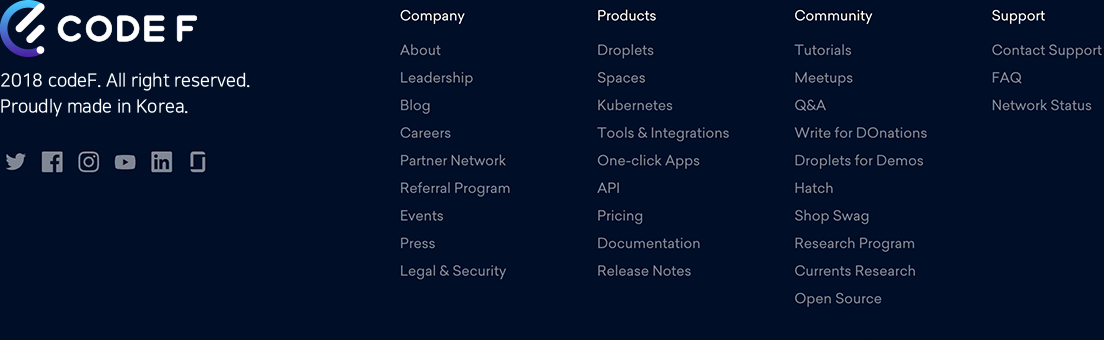 CODE F
2018 codeF. All right reserved.
Proudly made in Korea.
Company
About
Leadership
Blog
Careers
Partner Network
Referral Program
Events
Press
Legal & Security
Products
Droplets
Spaces
Kubernetes
Tools & Integrations
One-click Apps
API
Pricing
Documentation
Release Notes
Community
Tutorials
Meetups
Q&A
Write for DOnations
Droplets for Demos
Hatch
Shop Swag
Research Program
Currents Research
Open Source
Support
Contact Support
FAQ
Network Status